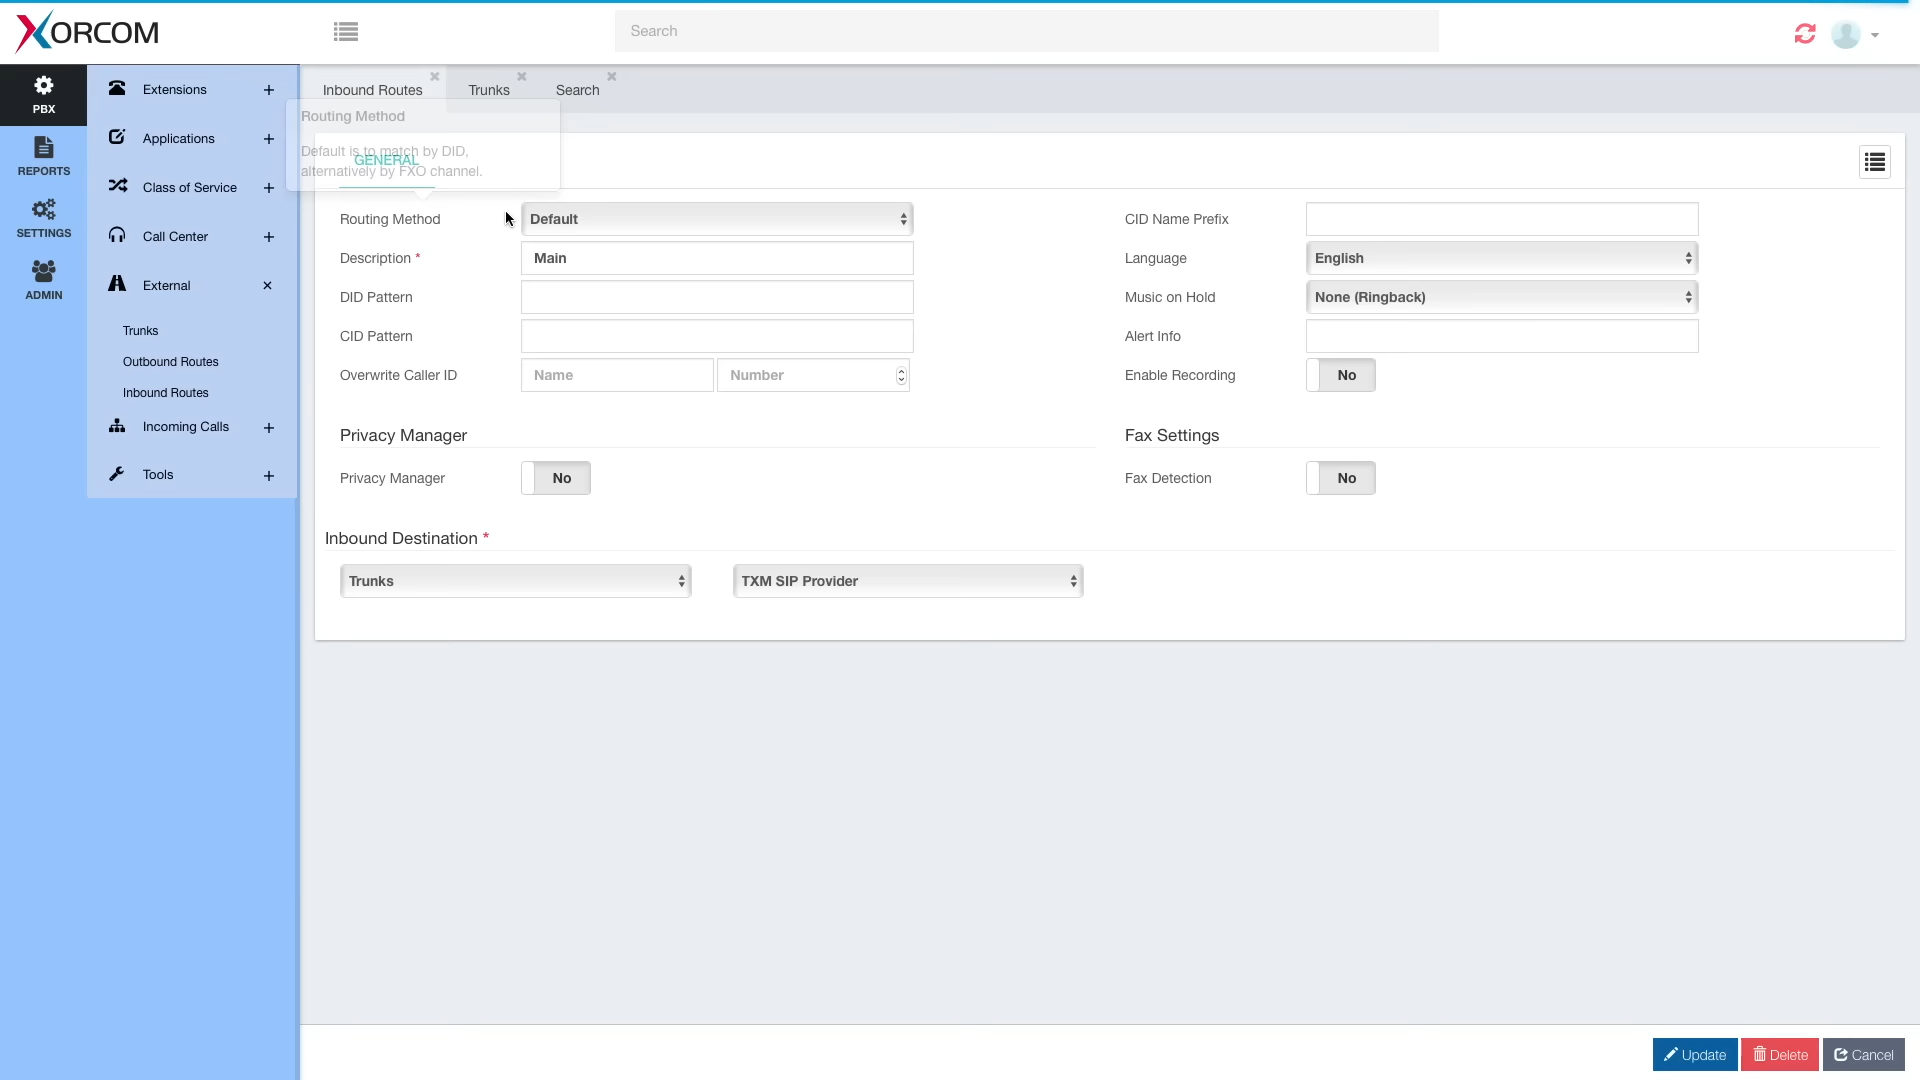 XORCOM
Search
PBX
REPORTS
SETTINGS
ADMIN
Extensions
Applications
Class of Service
Call Center
External
Trunks
Outbound Routes
Inbound Routes
Incoming Calls
Tools
Inbound Routes
Trunks
Search
Routing Method
Default is to match by DID,
alternatively by FXO channel.
GENERAL
Routing Method
Default
Description *
Main
DID Pattern
CID Pattern
Overwrite Caller ID
Name
Number
CID Name Prefix
Language
English
Music on Hold
None (Ringback)
Alert Info
Enable Recording
No
Privacy Manager
Privacy Manager
No
Fax Settings
Fax Detection
No
Inbound Destination *
Trunks
TXM SIP Provider
Update
Delete
Cancel